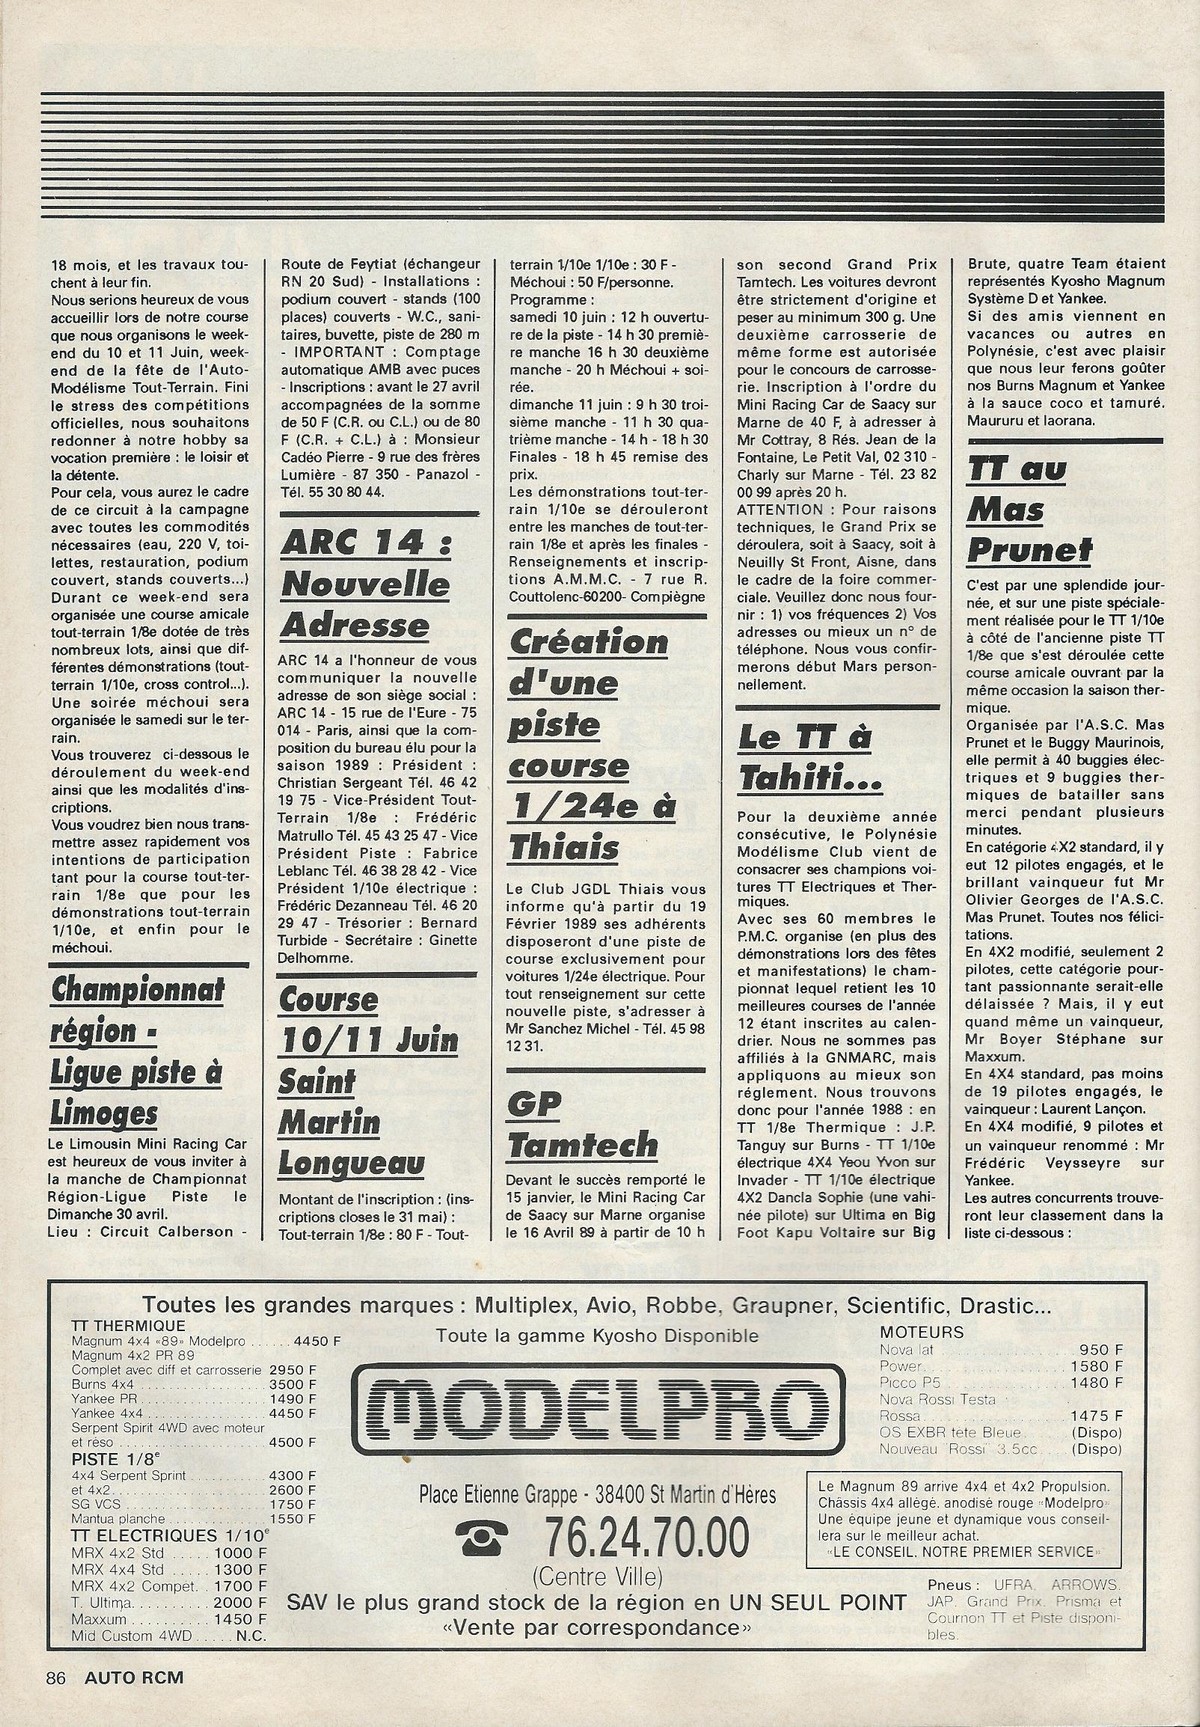 18 mois, et les travaux tou-
chent à leur fin.
Nous serions heureux de vous
accueillir lors de notre course
que nous organisons le week-
end du 10 et 11 Juin, week-
end de la fête de l'Auto-
Modélisme Tout-Terrain. Fini
le stress des compétitions
officielles, nous souhaitons
redonner à notre hobby sa
vocation première : le loisir et
la détente.
Pour cela, vous aurez le cadre
de ce circuit à la campagne
avec toutes les commodités
nécessaires (eau, 220 V, toi-
lettes, restauration, podium
couvert, stands couverts...)
Durant ce week-end sera
organisée une course amicale
tout-terrain 1/8e dotée de très
nombreux lots, ainsi que dif-
férentes démonstrations (tout-
terrain 1/10e, cross control...).
Une soirée méchoui sera
organisée le samedi sur le ter-
rain.
Vous trouverez ci-dessous le
déroulement du week-end
ainsi que les modalités d'ins-
criptions.
Vous voudrez bien nous trans-
mettre assez rapidement vos
intentions de participation
tant pour la course tout-ter-
rain 1/8e que pour les
démonstrations tout-terrain
1/10e, et enfin pour le
méchoui.
Championnat
région -
Ligue piste à
Limoges
Le Limousin Mini Racing Car
est heureux de vous inviter à
la manche de Championnat
Région-Ligue Piste le
Dimanche 30 avril.
Lieu : Circuit Calberson -
Route de Feytiat (échangeur
RN 20 Sud) - Installations :
podium couvert - stands (100
places) couverts - W.C., sani-
taires, buvette, piste de 280 m
- IMPORTANT : Comptage
automatique AMB avec puces
- Inscriptions : avant le 27 avril
accompagnées de la somme
de 50 F (C.R. ou C.L.) ou de 80
F (C.R. + C.L.) à : Monsieur
Cadéo Pierre - 9 rue des frères
Lumière - 87 350 - Panazol -
Tél. 55 30 80 44.
ARC 14 :
Nouvelle
Adresse
ARC 14 a l'honneur de vous
communiquer la nouvelle
adresse de son siège social :
ARC 14 - 15 rue de l'Eure - 75
014 - Paris, ainsi que la com-
position du bureau élu pour la
saison 1989 : Président :
Christian Sergeant Tél. 46 42
19 75 - Vice-Président Tout-
Terrain 1/8e : Frédéric
Matrullo Tél. 45 43 25 47 - Vice
Président Piste : Fabrice
Leblanc Tél. 46 38 28 42 - Vice
Président 1/10e électrique :
Frédéric Dezanneau Tél. 46 20
29 47 - Trésorier : Bernard
Turbide - Secrétaire : Ginette
Delhomme.
Course
10/11 Juin
Saint
Martin
Longueau
Montant de l'inscription : (ins-
criptions closes le 31 mai) :
Tout-terrain 1/8e : 80 F - Tout-
terrain 1/10e 1/10e : 30 F -
Méchoui : 50 F/personne.
Programme :
samedi 10 juin : 12 h ouvertu-
re de la piste - 14 h 30 premiè-
re manche 16 h 30 deuxième
manche - 20 h Méchoui + soi-
rée.
dimanche 11 juin : 9 h 30 troi-
sième manche - 11 h 30 qua-
trième manche - 14 h - 18 h 30
Finales - 18 h 45 remise des
prix.
Les démonstrations tout-ter-
rain 1/10e se dérouleront
entre les manches de tout-ter-
rain 1/8e et après les finales -
Renseignements et inscrip-
tions A.M.M.C. - 7 rue R.
Couttolenc-60200- Compiègne
Création
d'une
piste
course
1/24e à
Thiais
Le Club JGDL Thiais vous
informe qu'à partir du 19
Février 1989 ses adhérents
disposeront d'une piste de
course exclusivement pour
voitures 1/24e électrique. Pour
tout renseignement sur cette
nouvelle piste, s'adresser à
Mr Sanchez Michel - Tél. 45 98
12 31.
GP
Tamtech
Devant le succès remporté le
15 janvier, le Mini Racing Car
de Saacy sur Marne organise
le 16 Avril 89 à partir de 10 h
son second Grand Prix
Tamtech. Les voitures devront
être strictement d'origine et
peser au minimum 300 g. Une
deuxième carrosserie de
même forme est autorisée
pour le concours de carrosse-
rie. Inscription à l'ordre du
Mini Racing Car de Saacy sur
Marne de 40 F, à adresser à
Mr Cottray, 8 Rés. Jean de la
Fontaine, Le Petit Val, 02 310 -
Charly sur Marne - Tél. 23 82
00 99 après 20 h.
ATTENTION : Pour raisons
techniques, le Grand Prix se
déroulera, soit à Saacy, soit à
Neuilly St Front, Aisne, dans
le cadre de la foire commer-
ciale. Veuillez donc nous four-
nir : 1) vos fréquences 2) Vos
adresses ou mieux un n° de
téléphone. Nous vous confir-
merons début Mars person-
nellement.
Le TT à
Tahiti...
Pour la deuxième année
consécutive, le Polynésie
Modélisme Club vient de
consacrer ses champions voi-
tures TT Electriques et Ther-
miques.
Avec ses 60 membres le
P.M.C. organise (en plus des
démonstrations lors des fêtes
et manifestations) le cham-
pionnat lequel retient les 10
meilleures courses de l'année
12 étant inscrites au calen-
drier. Nous ne sommes pas
affiliés à la GNMARC, mais
appliquons au mieux son
réglement. Nous trouvons
donc pour l'année 1988 : en
TT 1/8e Thermique : J.P.
Tanguy sur Burns - TT 1/10e
électrique 4X4 Yeou Yvon sur
Invader - TT 1/10e électrique
4X2 Dancla Sophie (une vahi-
née pilote) sur Ultima en Big
Foot Kapu Voltaire sur Big
Brute, quatre Team étaient
représentés Kyosho Magnum
Système D et Yankee.
Si des amis viennent en
vacances ou autres en
Polynésie, c'est avec plaisir
que nous leur ferons goûter
nos Burns Magnum et Yankee
à la sauce coco et tamuré.
Maururu et Iaorana.
TT au
Mas
Prunet
C'est par une splendide jour-
née, et sur une piste spéciale-
ment réalisée pour le TT 1/10e
à côté de l'ancienne piste TT
1/8e que s'est déroulée cette
course amicale ouvrant par la
même occasion la saison ther-
mique.
Organisée par l'A.S.C. Mas
Prunet et le Buggy Maurinois,
elle permit à 40 buggies élec-
triques et 9 buggies ther-
miques de batailler sans
merci pendant plusieurs
minutes.
En catégorie 4X2 standard, il y
eut 12 pilotes engagés, et le
brillant vainqueur fut Mr
Olivier Georges de l'A.S.C.
Mas Prunet. Toutes nos félici-
tations.
En 4X2 modifié, seulement 2
pilotes, cette catégorie pour-
tant passionnante serait-elle
délaissée ? Mais, il y eut
quand même un vainqueur,
Mr Boyer Stéphane sur
Maxxum.
En 4X4 standard, pas moins
de 19 pilotes engagés, le
vainqueur : Laurent Lançon.
En 4X4 modifié, 9 pilotes et
un vainqueur renommé : Mr
Frédéric Veysseyre sur
Yankee.
Les autres concurrents trouve-
ront leur classement dans la
liste ci-dessous :
Toutes les grandes marques : Multiplex, Avio, Robbe, Graupner, Scientific, Drastic...
TT THERMIQUE
Magnum 4x4 «89» Modelpro ...... 4450 F
Magnum 4x2 PR 89
Complet avec diff et carrosserie 2950 F
Burns 4x4 ................ 3500 F
Yankee PR ................ 1490 F
Yankee 4x4 ............... 4450 F
Serpent Spirit 4WD avec moteur
et réso .................. 4500 F
PISTE 1/8e
4x4 Serpent Sprint .......... 4300 F
et 4x2 .................... 2600 F
SG VCS .................... 1750 F
Mantua planche ............. 1550 F
TT ELECTRIQUES 1/10e
MRX 4x2 Std ..... 1000 F
MRX 4x4 Std ..... 1300 F
MRX 4x2 Compet. . 1700 F
T. Ultima ......... 2000 F
Maxxum .......... 1450 F
Mid Custom 4WD ..... N.C.
Toute la gamme Kyosho Disponible
MODELPRO
Place Etienne Grappe - 38400 St Martin d'Hères
76.24.70.00
(Centre Ville)
SAV le plus grand stock de la région en UN SEUL POINT
«Vente par correspondance»
MOTEURS
Nova lat .................. 950 F
Power .................... 1580 F
Picco P5 ................. 1480 F
Nova Rossi Testa
Rossa .................... 1475 F
OS EXBR tete Bleue .. (Dispo)
Nouveau "Rossi" 3.5cc (Dispo)
Le Magnum 89 arrive 4x4 et 4x2 Propulsion.
Châssis 4x4 allégé. anodisé rouge «Modelpro»
Une équipe jeune et dynamique vous conseil-
lera sur le meilleur achat.
«LE CONSEIL, NOTRE PREMIER SERVICE»
Pneus : UFRA. ARROWS.
JAP. Grand Prix. Prisma et
Cournon TT et Piste disponi-
bles.
86 AUTO RCM